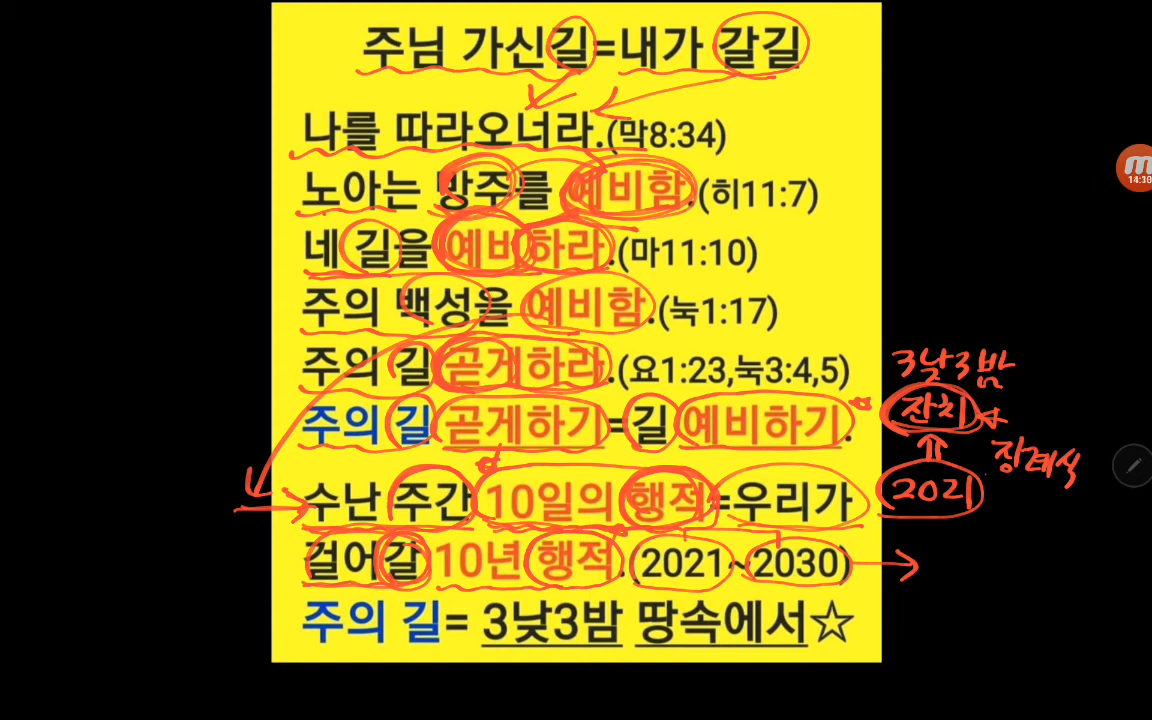 주님 가신길=내가 갈길
나를 따라오너라.(막8:34)
노아는 방주를 예비함.(히11:7)
네 길을 예비하라.(마11:10)
주의 백성을 예비함.(눅1:17)
주의 길 곧게하라.(요1:23,눅3:4,5)
주의 길 곧게하기=길 예비하기.
수난 주간 10일의 행적=우리가
걸어갈 10년 행적.(2021~2030)
주의 길= 3낮3밤 땅속에서☆
3낮3밤
잔치
장례식
2021
m
14:30